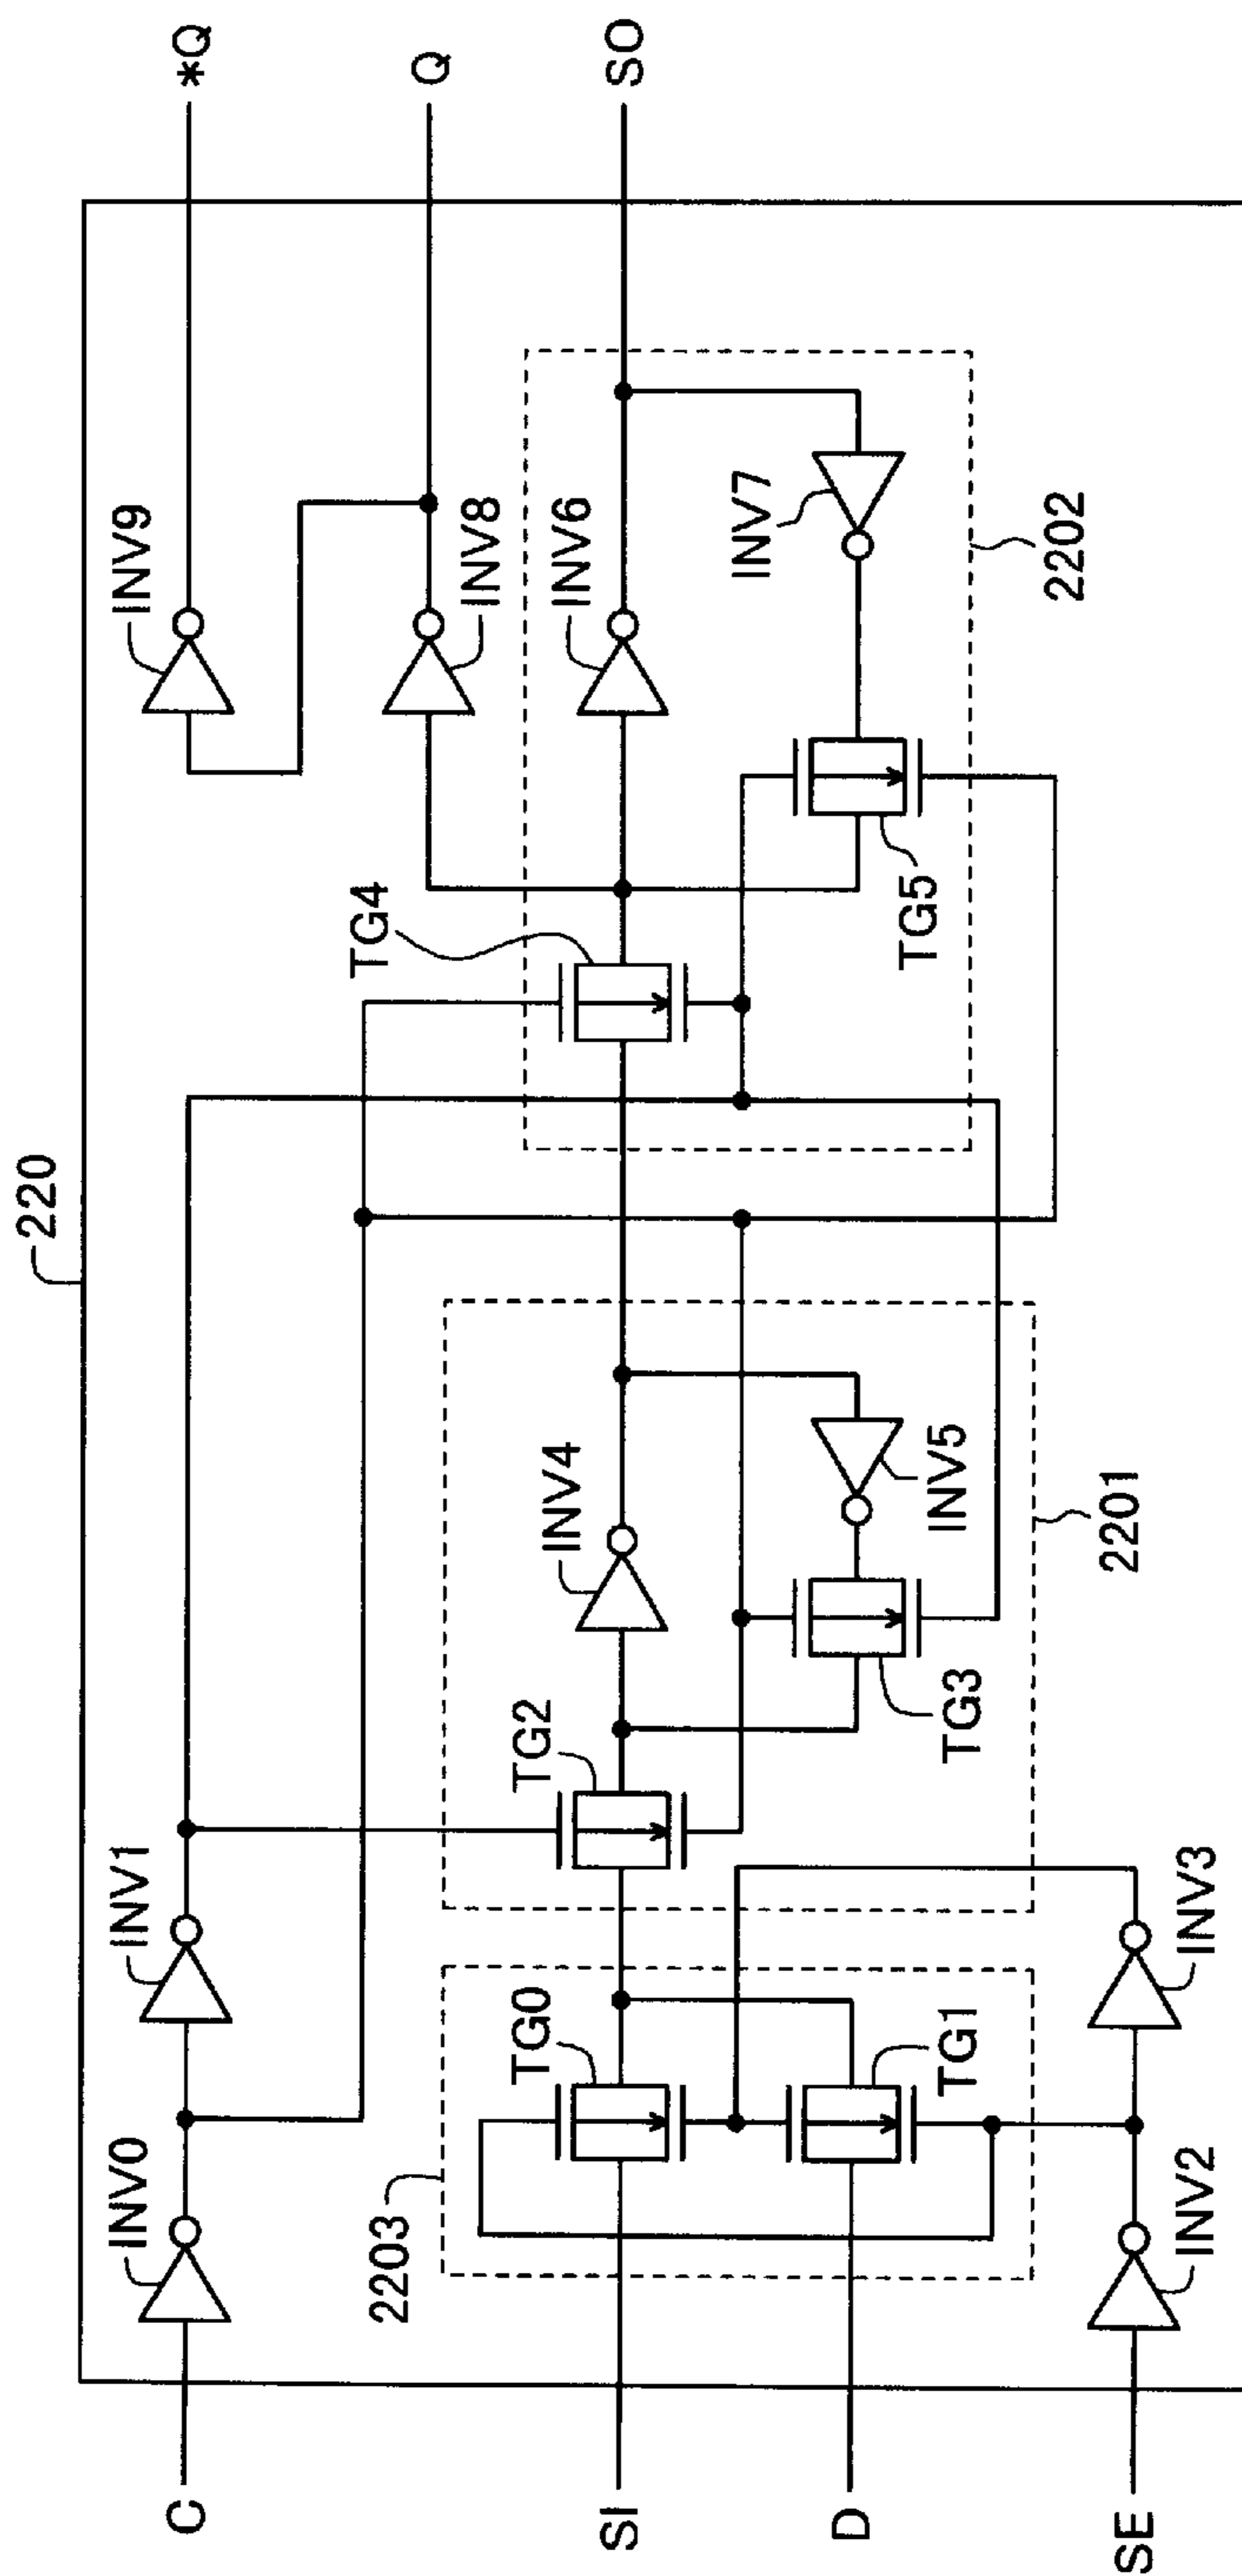 220
C
INV0
INV1
INV9
*Q
INV8
Q
TG4
2203
TG0
TG2
INV4
INV6
SI
SO
D
TG1
TG3
INV5
TG5
INV7
2201
2202
SE
INV2
INV3